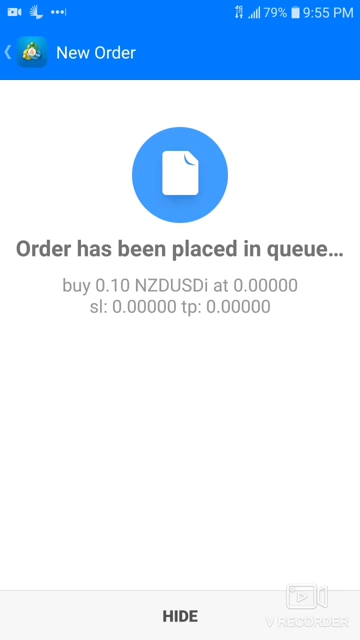 79% 9:55 PM
New Order
Order has been placed in queue...
buy 0.10 NZDUSDi at 0.00000
sl: 0.00000 tp: 0.00000
HIDE
V RECORDER